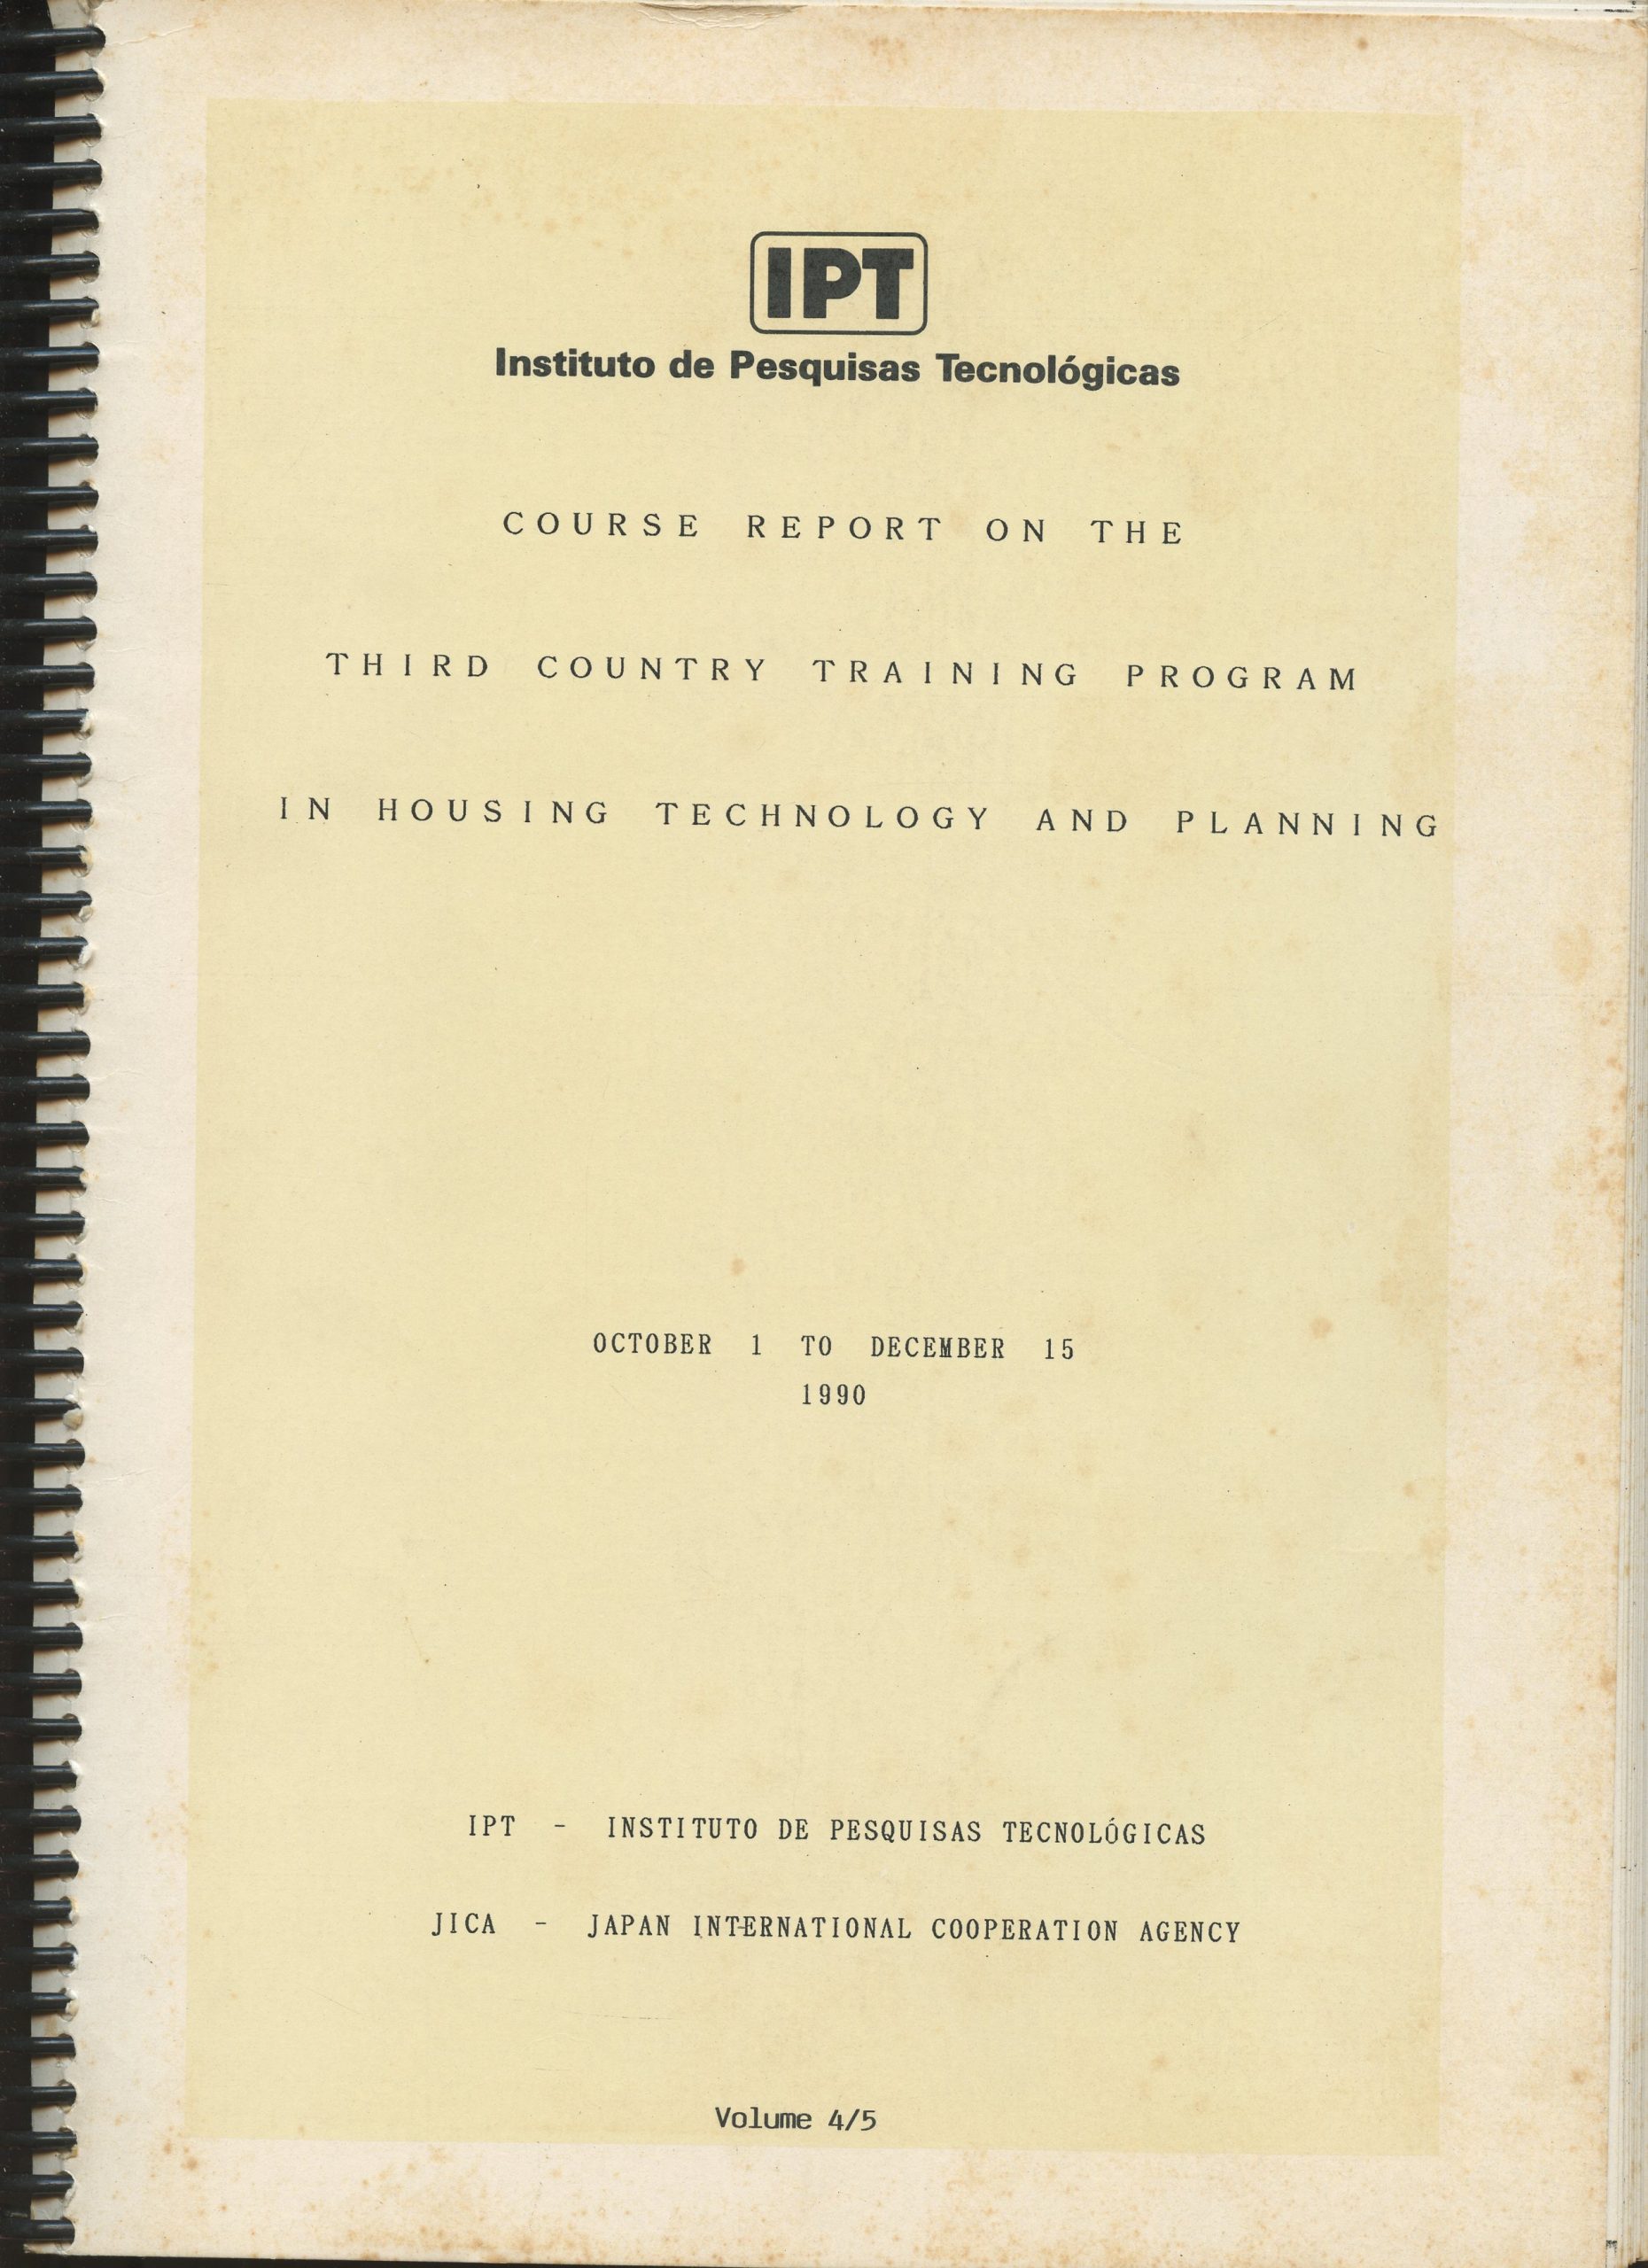 IPT
Instituto de Pesquisas Tecnológicas
COURSE REPORT ON THE
THIRD COUNTRY TRAINING PROGRAM
IN HOUSING TECHNOLOGY AND PLANNING
OCTOBER 1 TO DECEMBER 15
1990
IPT - INSTITUTO DE PESQUISAS TECNOLÓGICAS
JICA - JAPAN INTERNATIONAL COOPERATION AGENCY
Volume 4/5